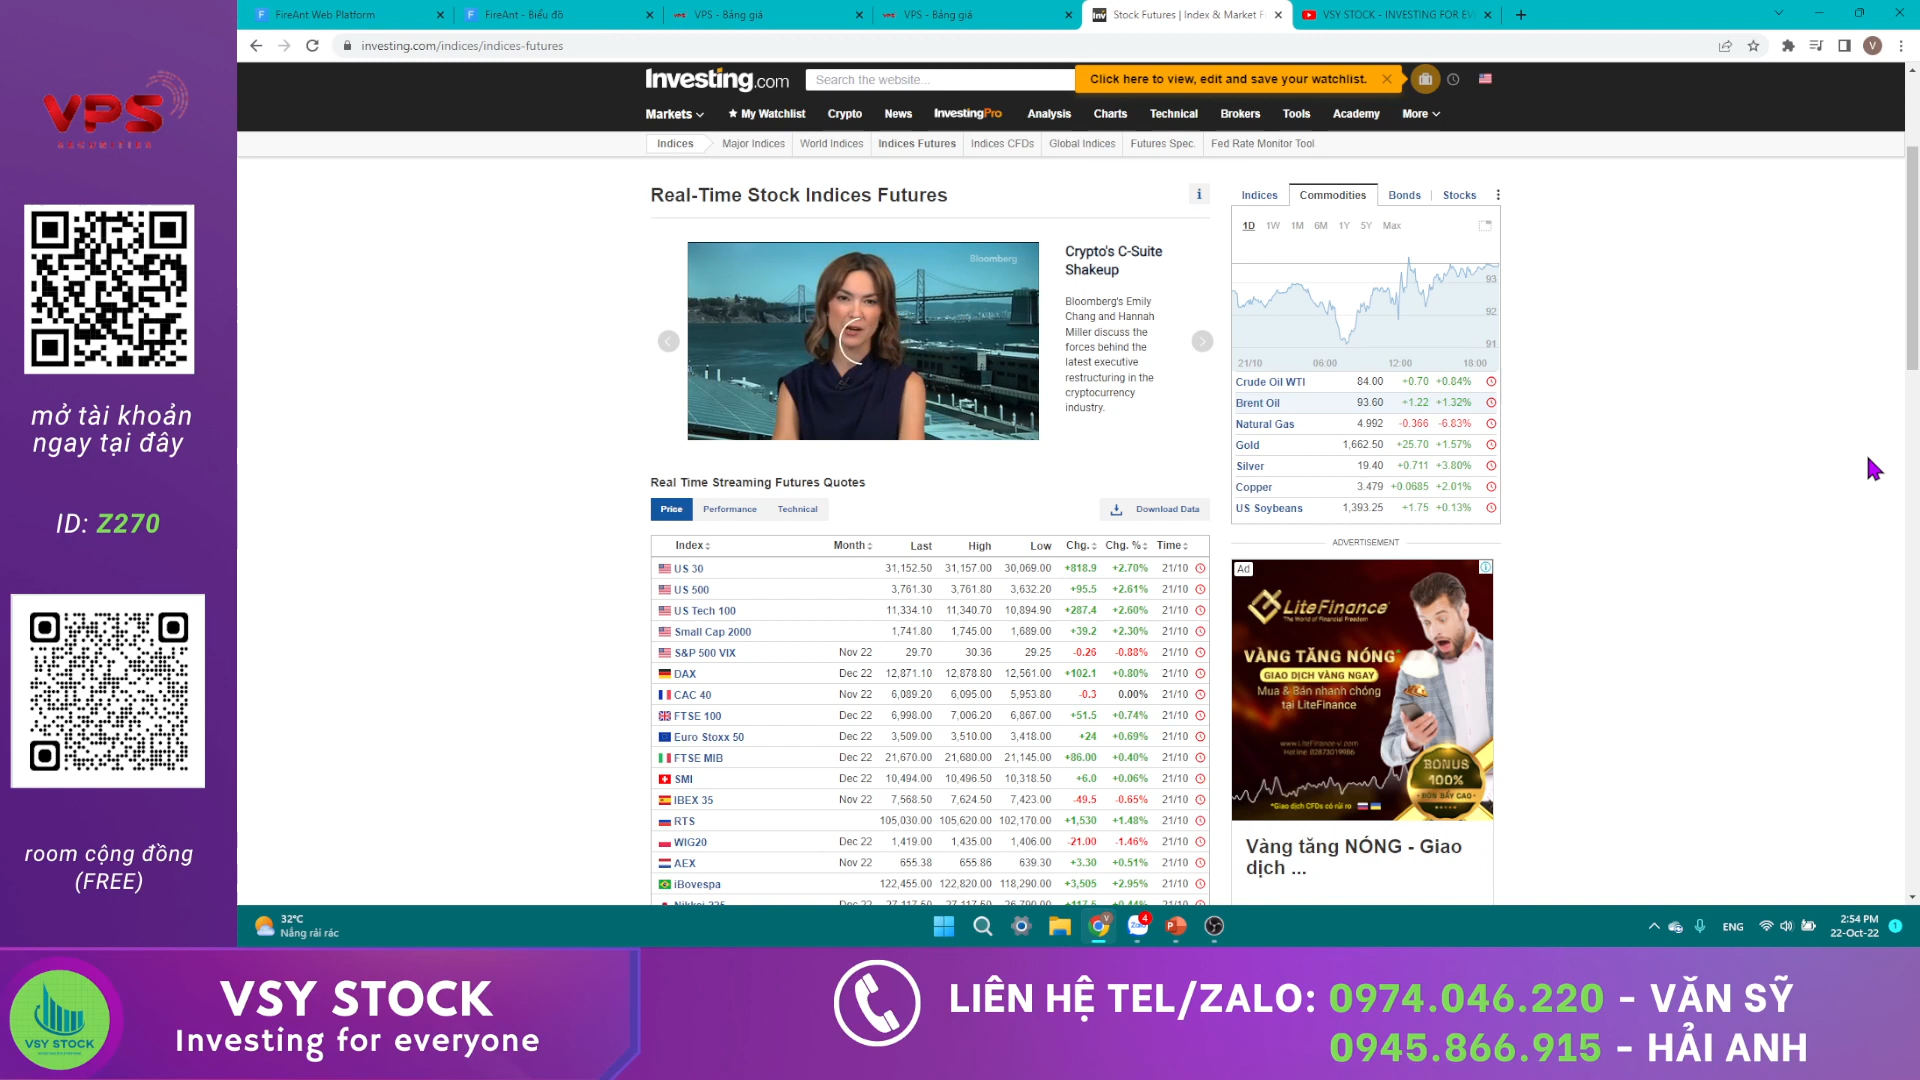 FireAnt Web Platform
FireAnt - Biểu đồ
VPS - Bảng giá
VPS - Bảng giá
Stock Futures | Index & Market F
VSY STOCK - INVESTING FOR EV
investing.com/indices/indices-futures
V
Investing.com
Search the website...
Click here to view, edit and save your watchlist.
Markets
My Watchlist
Crypto
News
InvestingPro
Analysis
Charts
Technical
Brokers
Tools
Academy
More
Indices
Major Indices
World Indices
Indices Futures
Indices CFDs
Global Indices
Futures Spec.
Fed Rate Monitor Tool
VPS
SECURITIES
mở tài khoản
ngay tại đây
ID: Z270
room cộng đồng
(FREE)
Real-Time Stock Indices Futures
Bloomberg
Crypto's C-Suite
Shakeup
Bloomberg's Emily
Chang and Hannah
Miller discuss the
forces behind the
latest executive
restructuring in the
cryptocurrency
industry.
Real Time Streaming Futures Quotes
Price Performance Technical
Download Data
Index Month Last High Low Chg. Chg. % Time
US 30 31,152.50 31,157.00 30,069.00 +818.9 +2.70% 21/10
US 500 3,761.30 3,761.80 3,632.20 +95.5 +2.61% 21/10
US Tech 100 11,334.10 11,340.70 10,894.90 +287.4 +2.60% 21/10
Small Cap 2000 1,741.80 1,745.00 1,689.00 +39.2 +2.30% 21/10
S&P 500 VIX Nov 22 29.70 30.36 29.25 -0.26 -0.88% 21/10
DAX Dec 22 12,871.10 12,878.80 12,561.00 +102.1 +0.80% 21/10
CAC 40 Nov 22 6,089.20 6,095.00 5,953.80 -0.3 0.00% 21/10
FTSE 100 Dec 22 6,998.00 7,006.20 6,867.00 +51.5 +0.74% 21/10
Euro Stoxx 50 Dec 22 3,509.00 3,510.00 3,418.00 +24 +0.69% 21/10
FTSE MIB Dec 22 21,670.00 21,680.00 21,145.00 +86.00 +0.40% 21/10
SMI Dec 22 10,494.00 10,496.50 10,318.50 +6.0 +0.06% 21/10
IBEX 35 Nov 22 7,568.50 7,624.50 7,423.00 -49.5 -0.65% 21/10
RTS 105,030.00 105,620.00 102,170.00 +1,530 +1.48% 21/10
WIG20 Dec 22 1,419.00 1,435.00 1,406.00 -21.00 -1.46% 21/10
AEX Nov 22 655.38 655.86 639.30 +3.30 +0.51% 21/10
iBovespa 122,455.00 122,820.00 118,290.00 +3,505 +2.95% 21/10
Indices Commodities Bonds Stocks
1D 1W 1M 6M 1Y 5Y Max
93
92
91
21/10 06:00 12:00 18:00
Crude Oil WTI 84.00 +0.70 +0.84%
Brent Oil 93.60 +1.22 +1.32%
Natural Gas 4.992 -0.366 -6.83%
Gold 1,662.50 +25.70 +1.57%
Silver 19.40 +0.711 +3.80%
Copper 3.479 +0.0685 +2.01%
US Soybeans 1,393.25 +1.75 +0.13%
ADVERTISEMENT
Ad
LiteFinance
The World of Financial Freedom
VÀNG TĂNG NÓNG
GIAO DỊCH VÀNG NGAY
Mua & Bán nhanh chóng
tại LiteFinance
www.LiteFinance-vi.com
Hotline: 02873019986
BONUS
100%
ĐÒN BẨY CAO
*Giao dịch CFDs có rủi ro
Vàng tăng NÓNG - Giao
dịch ...
32°C
Nắng rải rác
V
Zalo
4
ENG
2:54 PM
22-Oct-22
1
VSY STOCK
VSY STOCK
Investing for everyone
LIÊN HỆ TEL/ZALO: 0974.046.220 - VĂN SỸ
0945.866.915 - HẢI ANH